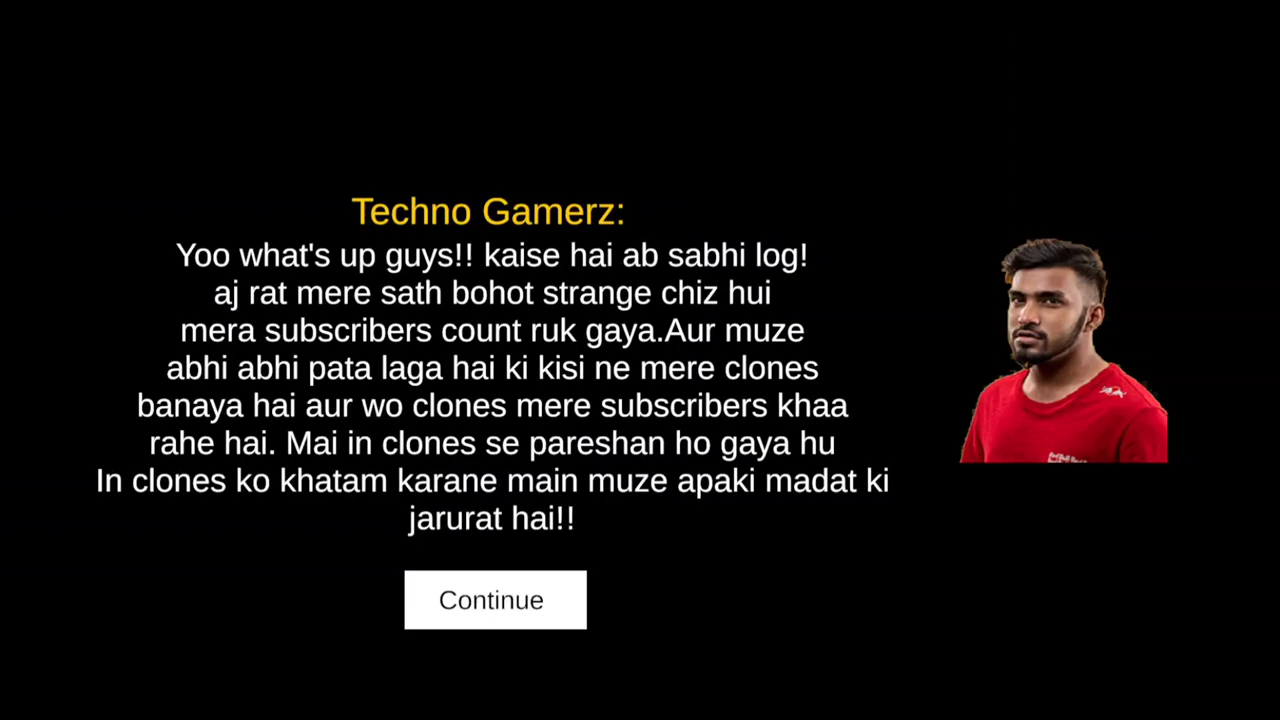 Techno Gamerz:
Yoo what's up guys!! kaise hai ab sabhi log!
aj rat mere sath bohot strange chiz hui
mera subscribers count ruk gaya.Aur muze
abhi abhi pata laga hai ki kisi ne mere clones
banaya hai aur wo clones mere subscribers khaa
rahe hai. Mai in clones se pareshan ho gaya hu
In clones ko khatam karane main muze apaki madat ki
jarurat hai!!
Continue